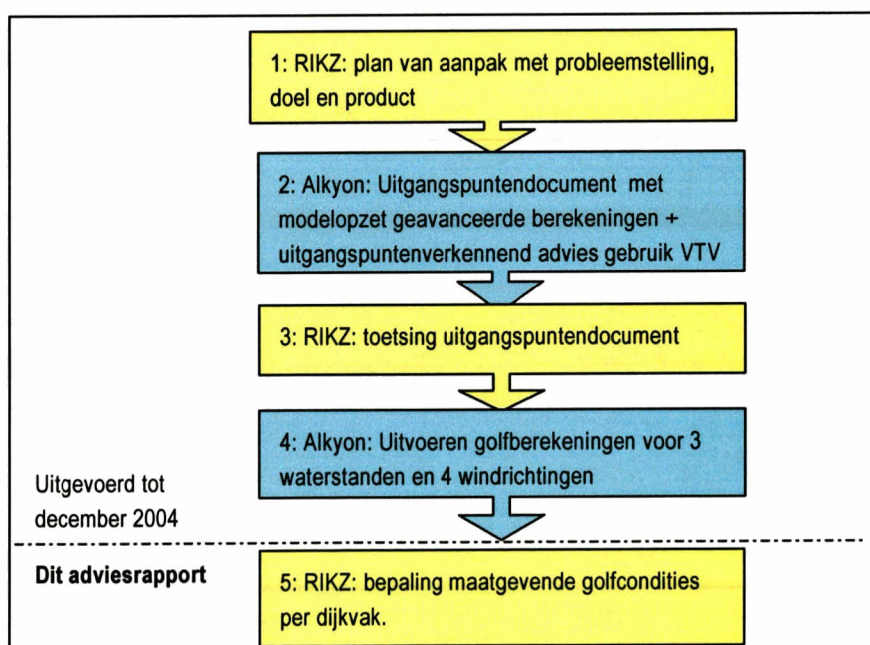 1: RIKZ: plan van aanpak met probleemstelling,
doel en product
2: Alkyon: Uitgangspuntendocument met
modelopzet geavanceerde berekeningen +
uitgangspuntenverkennend advies gebruik VTV
3: RIKZ: toetsing uitgangspuntendocument
4: Alkyon: Uitvoeren golfberekeningen voor 3
waterstanden en 4 windrichtingen
Uitgevoerd tot
december 2004
Dit adviesrapport
5: RIKZ: bepaling maatgevende golfcondities
per dijkvak.